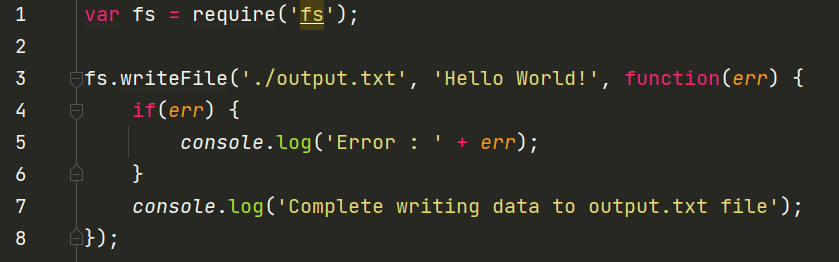 1 var fs = require('fs');
2
3 fs.writeFile('./output.txt', 'Hello World!', function(err) {
4     if(err) {
5         console.log('Error : ' + err);
6     }
7     console.log('Complete writing data to output.txt file');
8 });